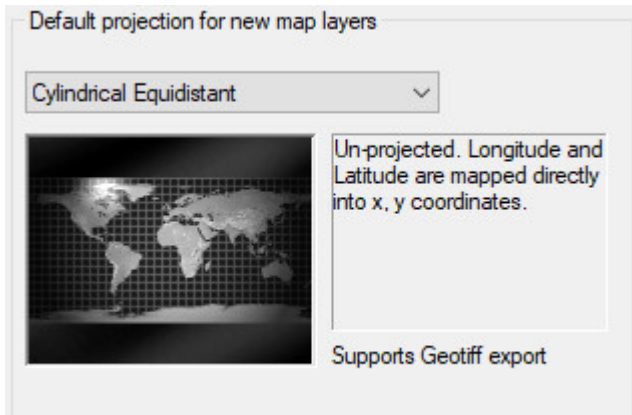 Default projection for new map layers
Cylindrical Equidistant
Un-projected. Longitude and
Latitude are mapped directly
into x, y coordinates.
Supports Geotiff export